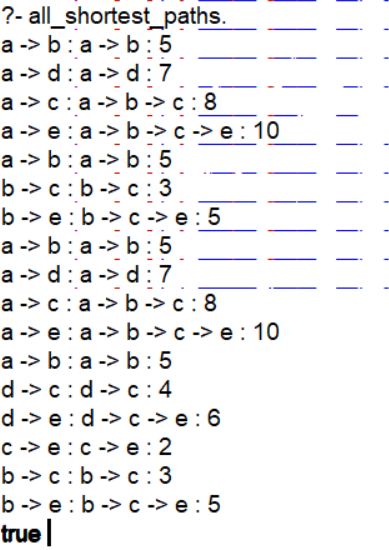 ?- all_shortest_paths.
a -> b : a -> b : 5
a -> d : a -> d : 7
a -> c : a -> b -> c : 8
a -> e : a -> b -> c -> e : 10
a -> b : a -> b : 5
b -> c : b -> c : 3
b -> e : b -> c -> e : 5
a -> b : a -> b : 5
a -> d : a -> d : 7
a -> c : a -> b -> c : 8
a -> e : a -> b -> c -> e : 10
a -> b : a -> b : 5
d -> c : d -> c : 4
d -> e : d -> c -> e : 6
c -> e : c -> e : 2
b -> c : b -> c : 3
b -> e : b -> c -> e : 5
true